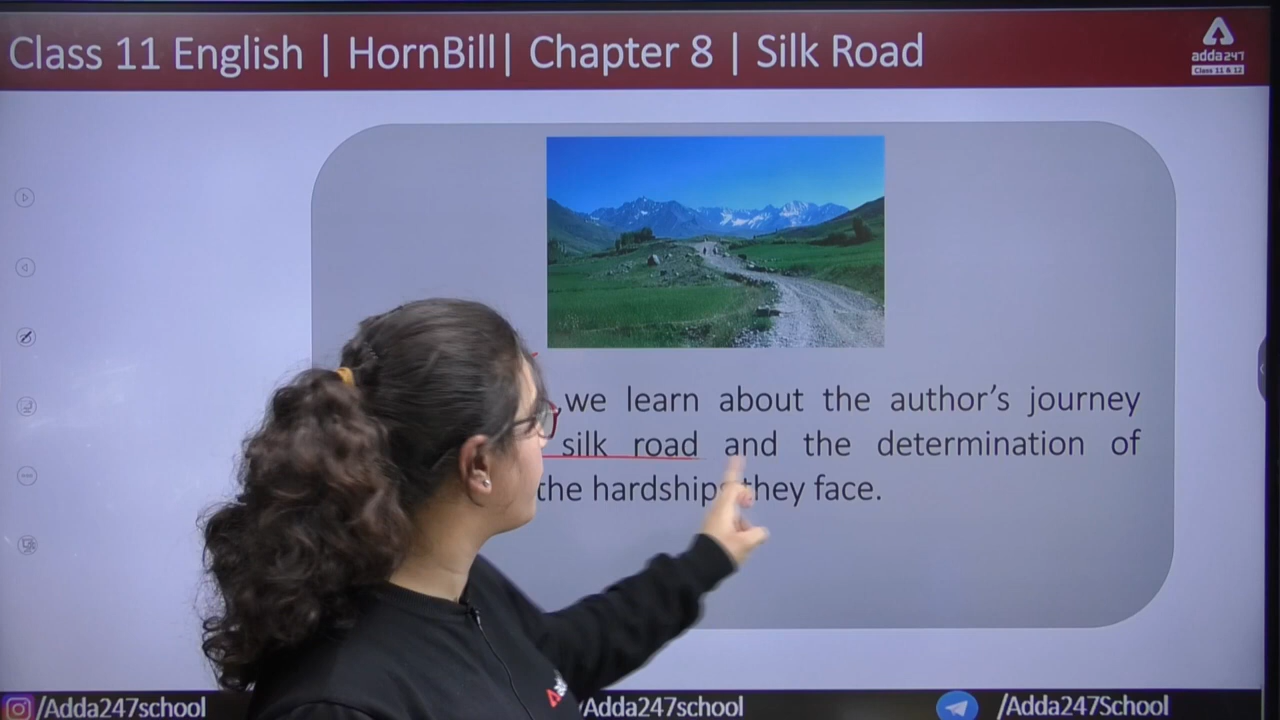 Class 11 English | HornBill| Chapter 8 | Silk Road
adda247
Class 11 & 12
,we learn about the author's journey
silk road and the determination of
the hardships they face.
/Adda247school
/Adda247school
/Adda247School